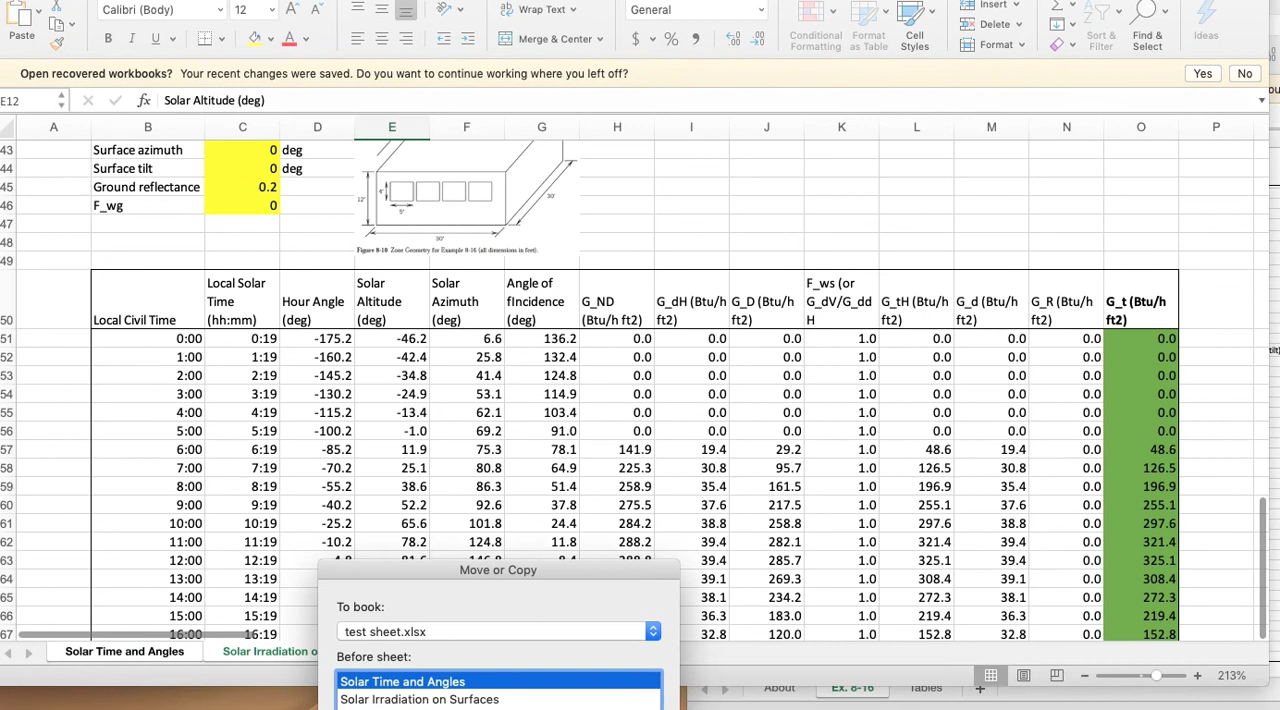 Calibri (Body) 12 Wrap Text General Insert
Paste B I U Merge & Center $ % Conditional Formatting Format as Table Cell Styles Delete Format Sort & Filter Find & Select Ideas
Open recovered workbooks? Your recent changes were saved. Do you want to continue working where you left off? Yes No
E12 fx Solar Altitude (deg)
A B C D E F G H I J K L M N O P
43 Surface azimuth 0 deg
44 Surface tilt 0 deg
45 Ground reflectance 0.2
46 F_wg 0
12' 4' 5' 30' 30'
47
48
Figure 8-10 Zone Geometry for Example 8-16 (all dimensions in feet).
49
50 Local Civil Time Local Solar Time (hh:mm) Hour Angle (deg) Solar Altitude (deg) Solar Azimuth (deg) Angle of fIncidence (deg) G_ND (Btu/h ft2) G_dH (Btu/h ft2) G_D (Btu/h ft2) F_ws (or G_dV/G_dd H G_tH (Btu/h ft2) G_d (Btu/h ft2) G_R (Btu/h ft2) G_t (Btu/h ft2)
51 0:00 0:19 -175.2 -46.2 6.6 136.2 0.0 0.0 0.0 1.0 0.0 0.0 0.0 0.0
52 1:00 1:19 -160.2 -42.4 25.8 132.4 0.0 0.0 0.0 1.0 0.0 0.0 0.0 0.0
53 2:00 2:19 -145.2 -34.8 41.4 124.8 0.0 0.0 0.0 1.0 0.0 0.0 0.0 0.0
54 3:00 3:19 -130.2 -24.9 53.1 114.9 0.0 0.0 0.0 1.0 0.0 0.0 0.0 0.0
55 4:00 4:19 -115.2 -13.4 62.1 103.4 0.0 0.0 0.0 1.0 0.0 0.0 0.0 0.0
56 5:00 5:19 -100.2 -1.0 69.2 91.0 0.0 0.0 0.0 1.0 0.0 0.0 0.0 0.0
57 6:00 6:19 -85.2 11.9 75.3 78.1 141.9 19.4 29.2 1.0 48.6 19.4 0.0 48.6
58 7:00 7:19 -70.2 25.1 80.8 64.9 225.3 30.8 95.7 1.0 126.5 30.8 0.0 126.5
59 8:00 8:19 -55.2 38.6 86.3 51.4 258.9 35.4 161.5 1.0 196.9 35.4 0.0 196.9
60 9:00 9:19 -40.2 52.2 92.6 37.8 275.5 37.6 217.5 1.0 255.1 37.6 0.0 255.1
61 10:00 10:19 -25.2 65.6 101.8 24.4 284.2 38.8 258.8 1.0 297.6 38.8 0.0 297.6
62 11:00 11:19 -10.2 78.2 124.8 11.8 288.2 39.4 282.1 1.0 321.4 39.4 0.0 321.4
63 12:00 12:19 39.4 285.7 1.0 325.1 39.4 0.0 325.1
64 13:00 13:19 39.1 269.3 1.0 308.4 39.1 0.0 308.4
65 14:00 14:19 38.1 234.2 1.0 272.3 38.1 0.0 272.3
66 15:00 15:19 36.3 183.0 1.0 219.4 36.3 0.0 219.4
67 16:00 16:19 32.8 120.0 1.0 152.8 32.8 0.0 152.8
Move or Copy
To book:
test sheet.xlsx
Before sheet:
Solar Time and Angles
Solar Irradiation on Surfaces
Solar Time and Angles Solar Irradiation o
213%
About Ex. 8-16 Tables